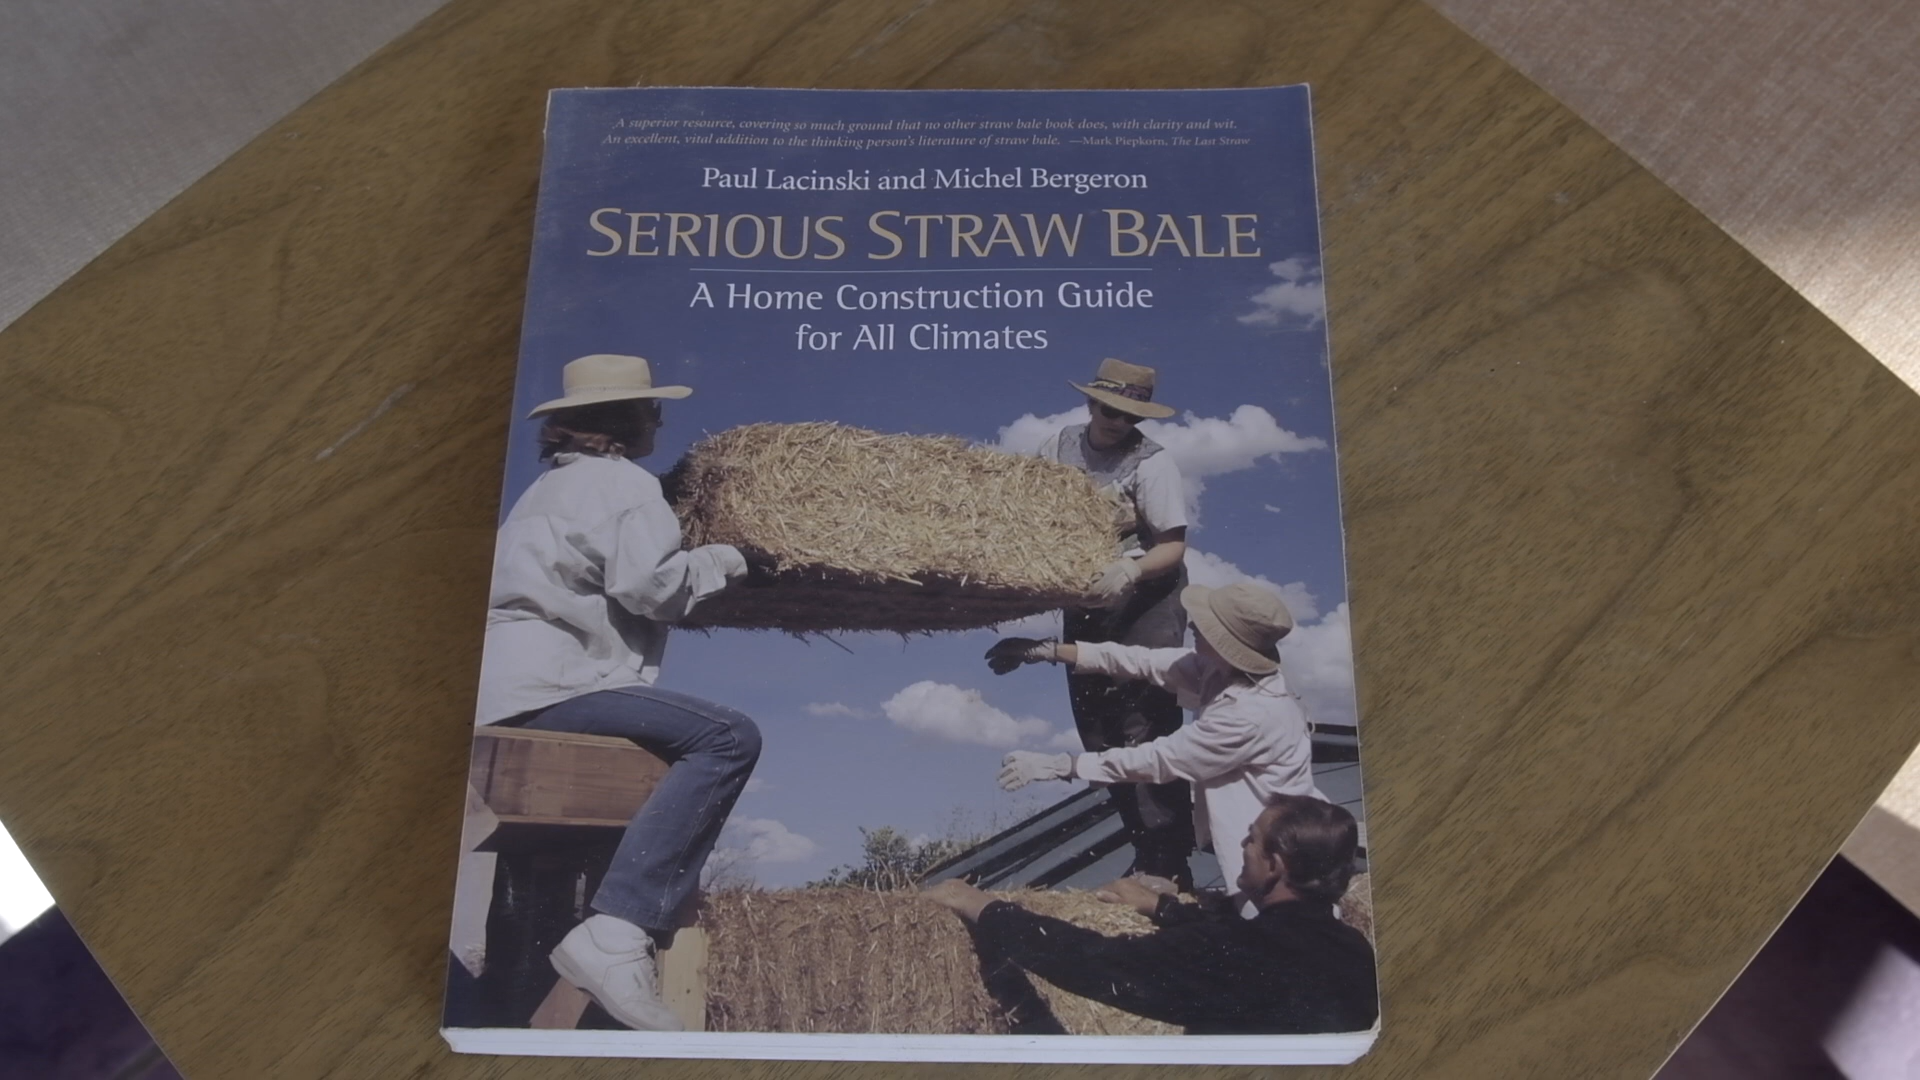 A superior resource, covering so much ground that no other straw bale book does, with clarity and wit.
An excellent, vital addition to the thinking person's literature of straw bale. —Mark Piepkorn, The Last Straw
Paul Lacinski and Michel Bergeron
SERIOUS STRAW BALE
A Home Construction Guide
for All Climates